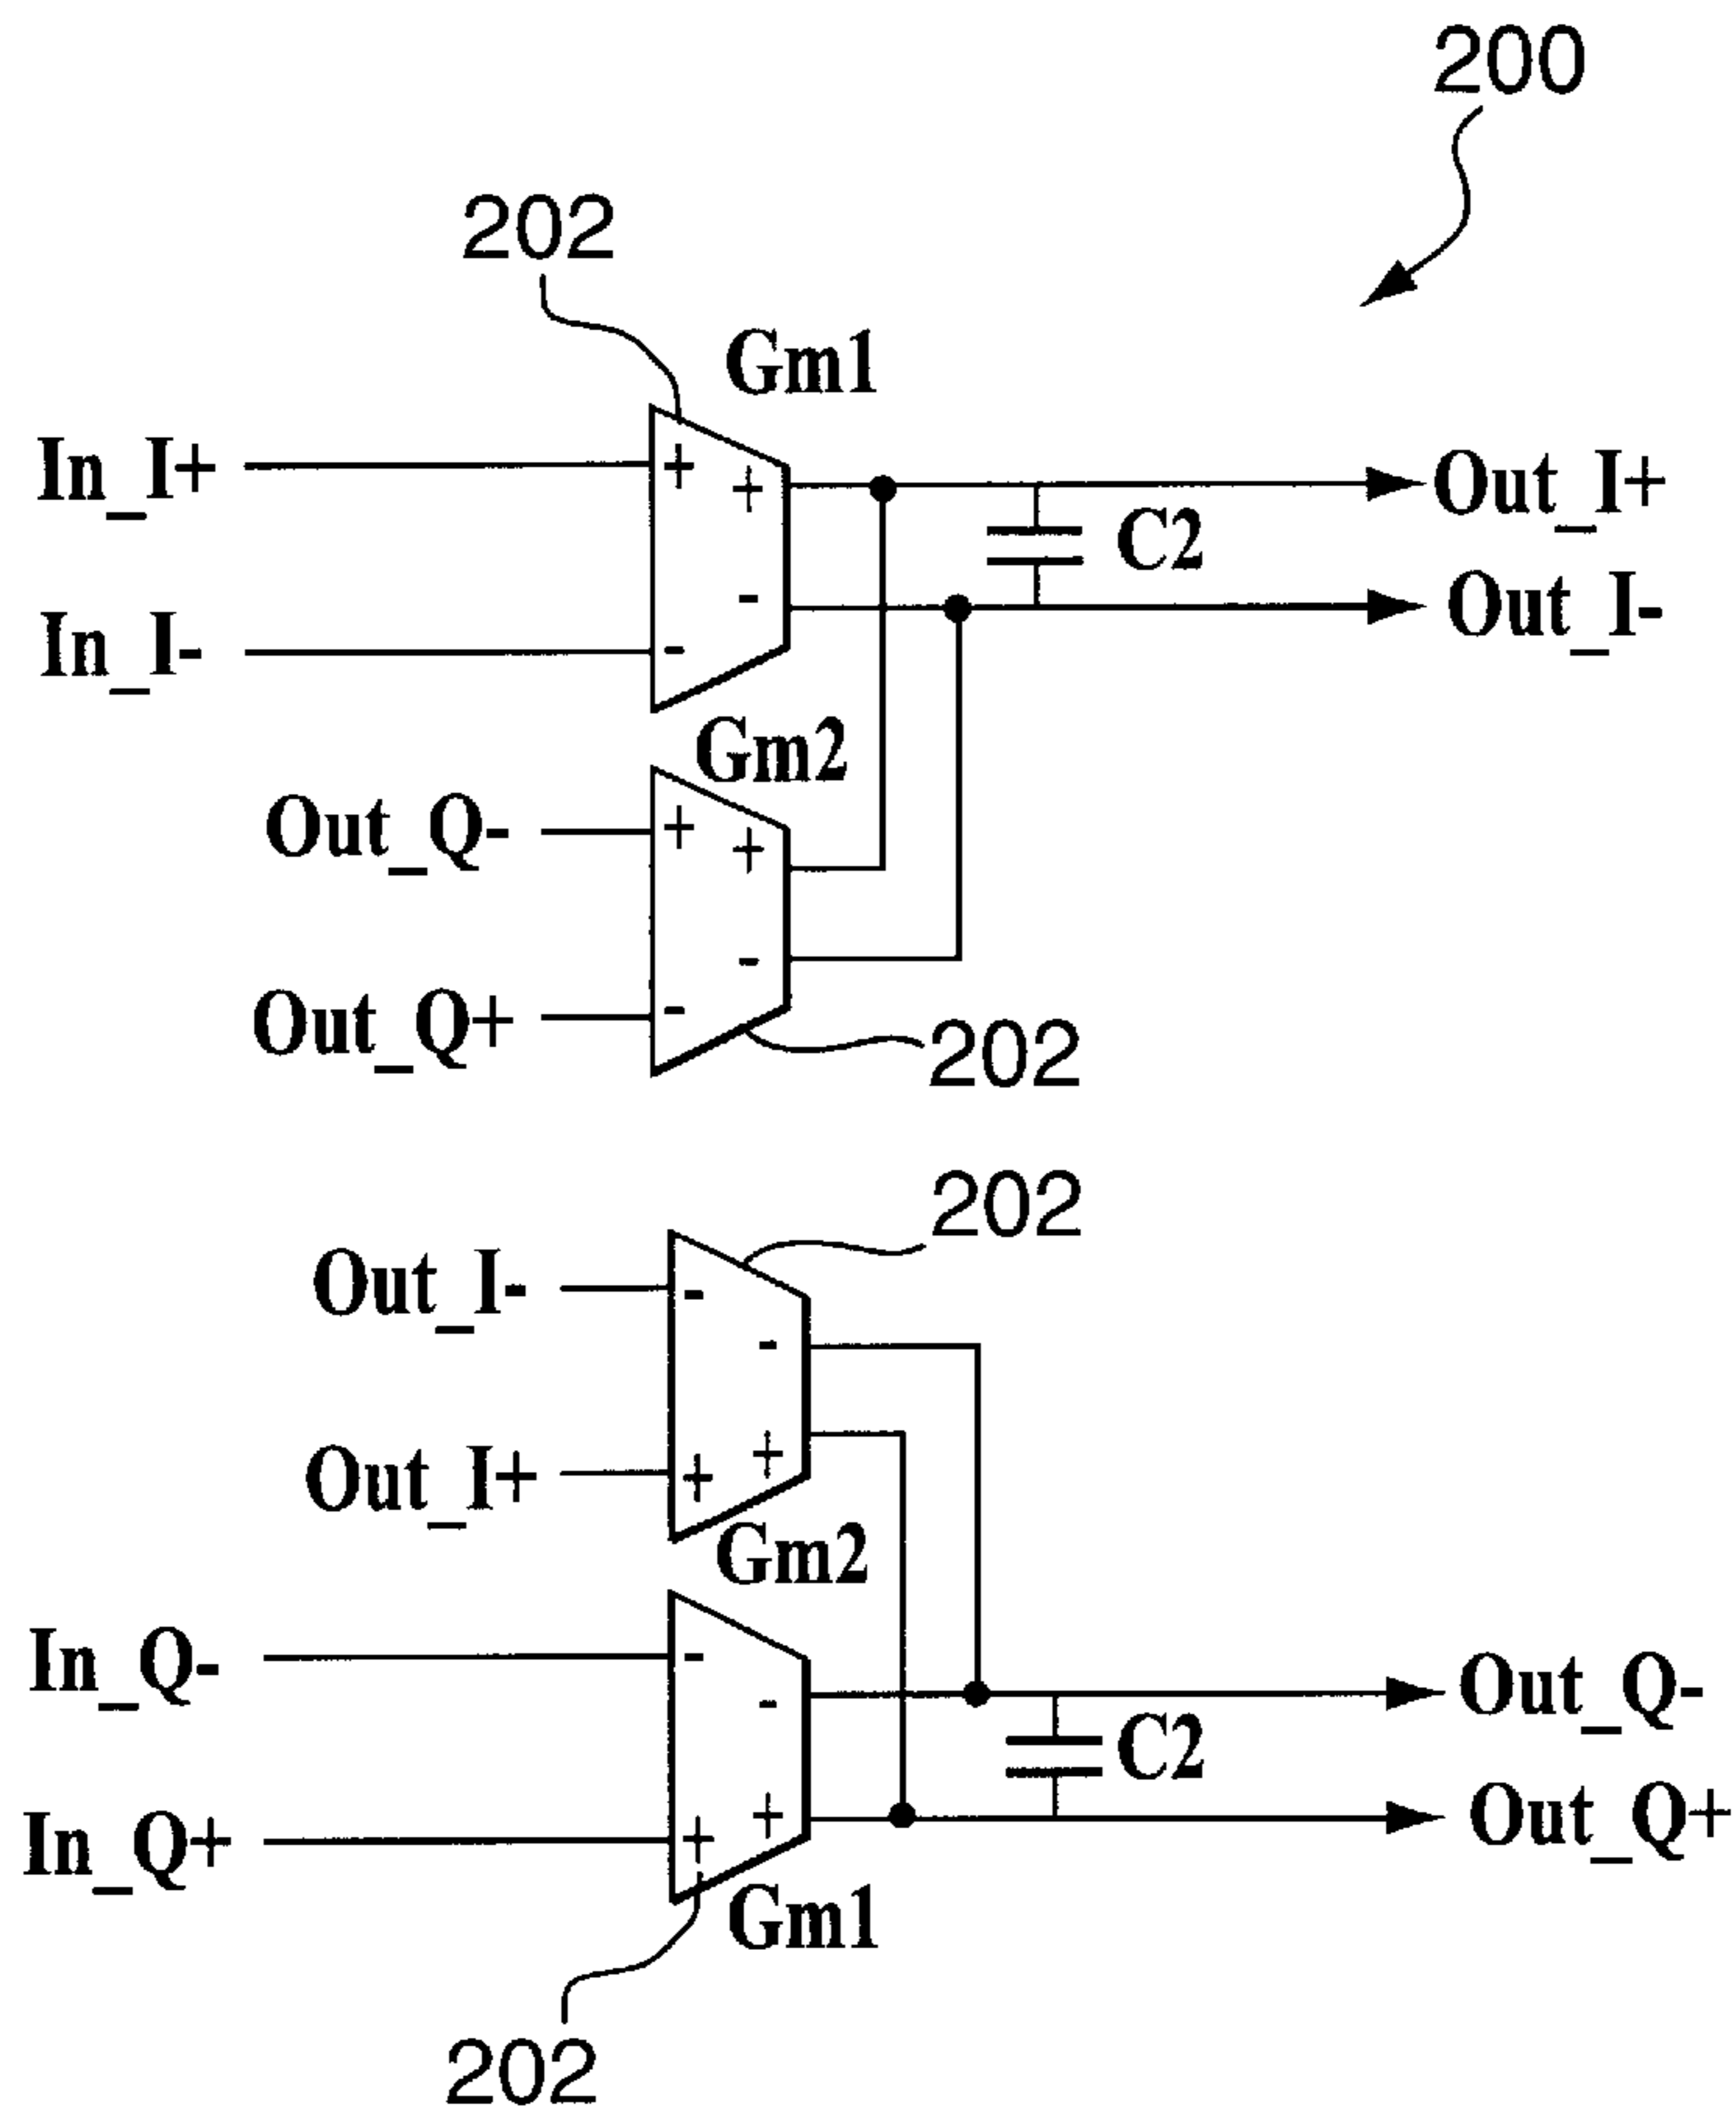 200
202
Gm1
In_I+
+
+
Out_I+
C2
In_I-
-
-
Out_I-
Gm2
Out_Q-
+
+
-
Out_Q+
-
202
202
Out_I-
-
-
Out_I+
+
+
Gm2
In_Q-
-
-
Out_Q-
C2
In_Q+
+
+
Out_Q+
Gm1
202